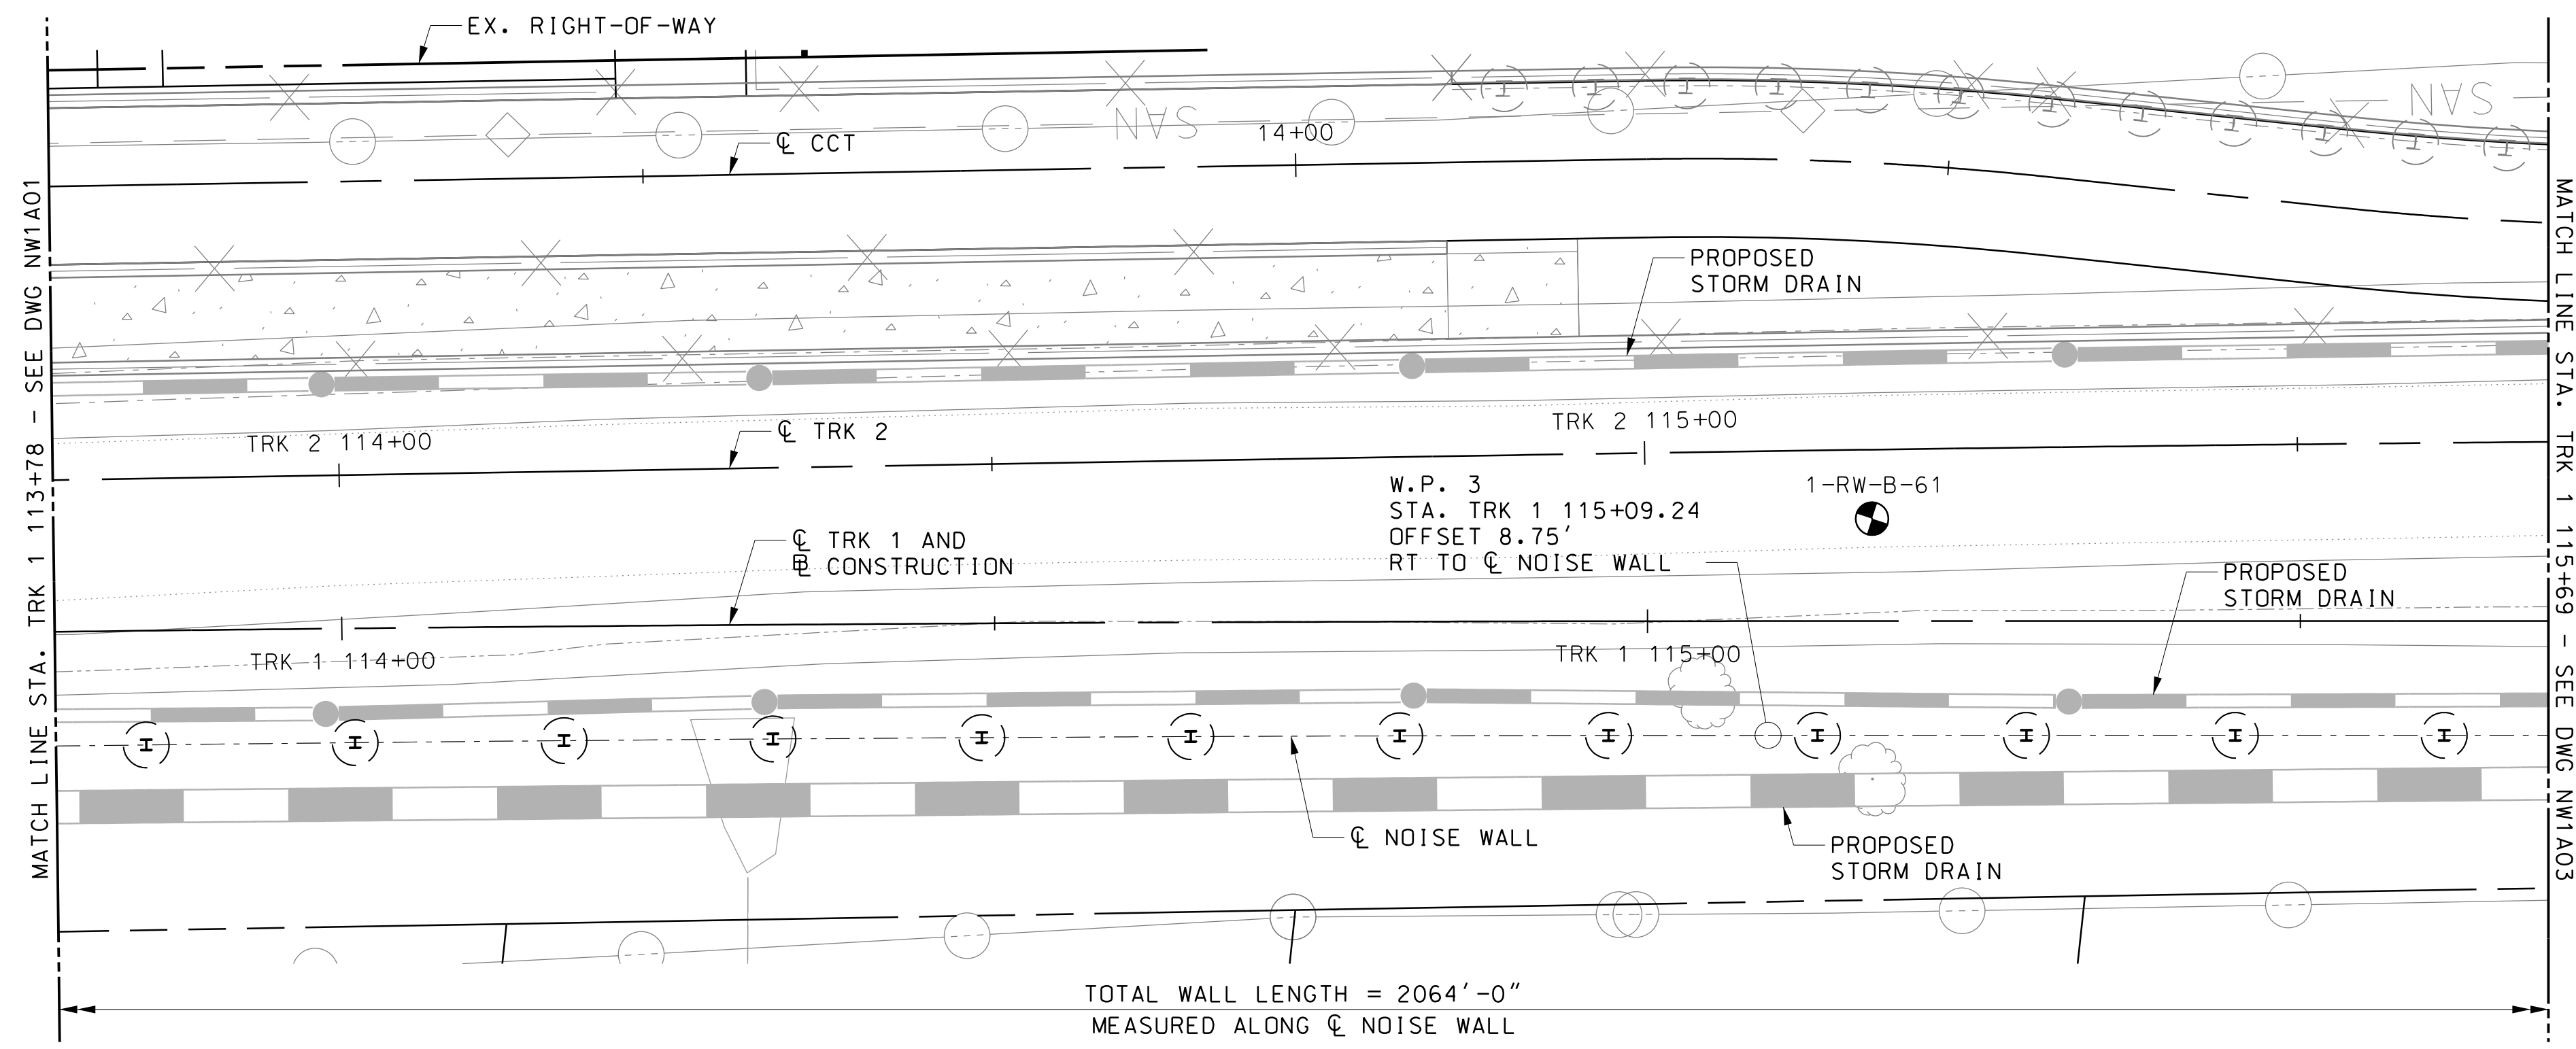 EX. RIGHT-OF-WAY
SAN
SAN
14+00
℄ CCT
PROPOSED
STORM DRAIN
TRK 2 114+00
℄ TRK 2
TRK 2 115+00
W.P. 3
STA. TRK 1 115+09.24
OFFSET 8.75'
RT TO ℄ NOISE WALL
1-RW-B-61
℄ TRK 1 AND
BL CONSTRUCTION
PROPOSED
STORM DRAIN
TRK 1 114+00
TRK 1 115+00
℄ NOISE WALL
PROPOSED
STORM DRAIN
MATCH LINE STA. TRK 1 113+78 - SEE DWG NW1A01
MATCH LINE STA. TRK 1 115+69 - SEE DWG NW1A03
TOTAL WALL LENGTH = 2064'-0"
MEASURED ALONG ℄ NOISE WALL